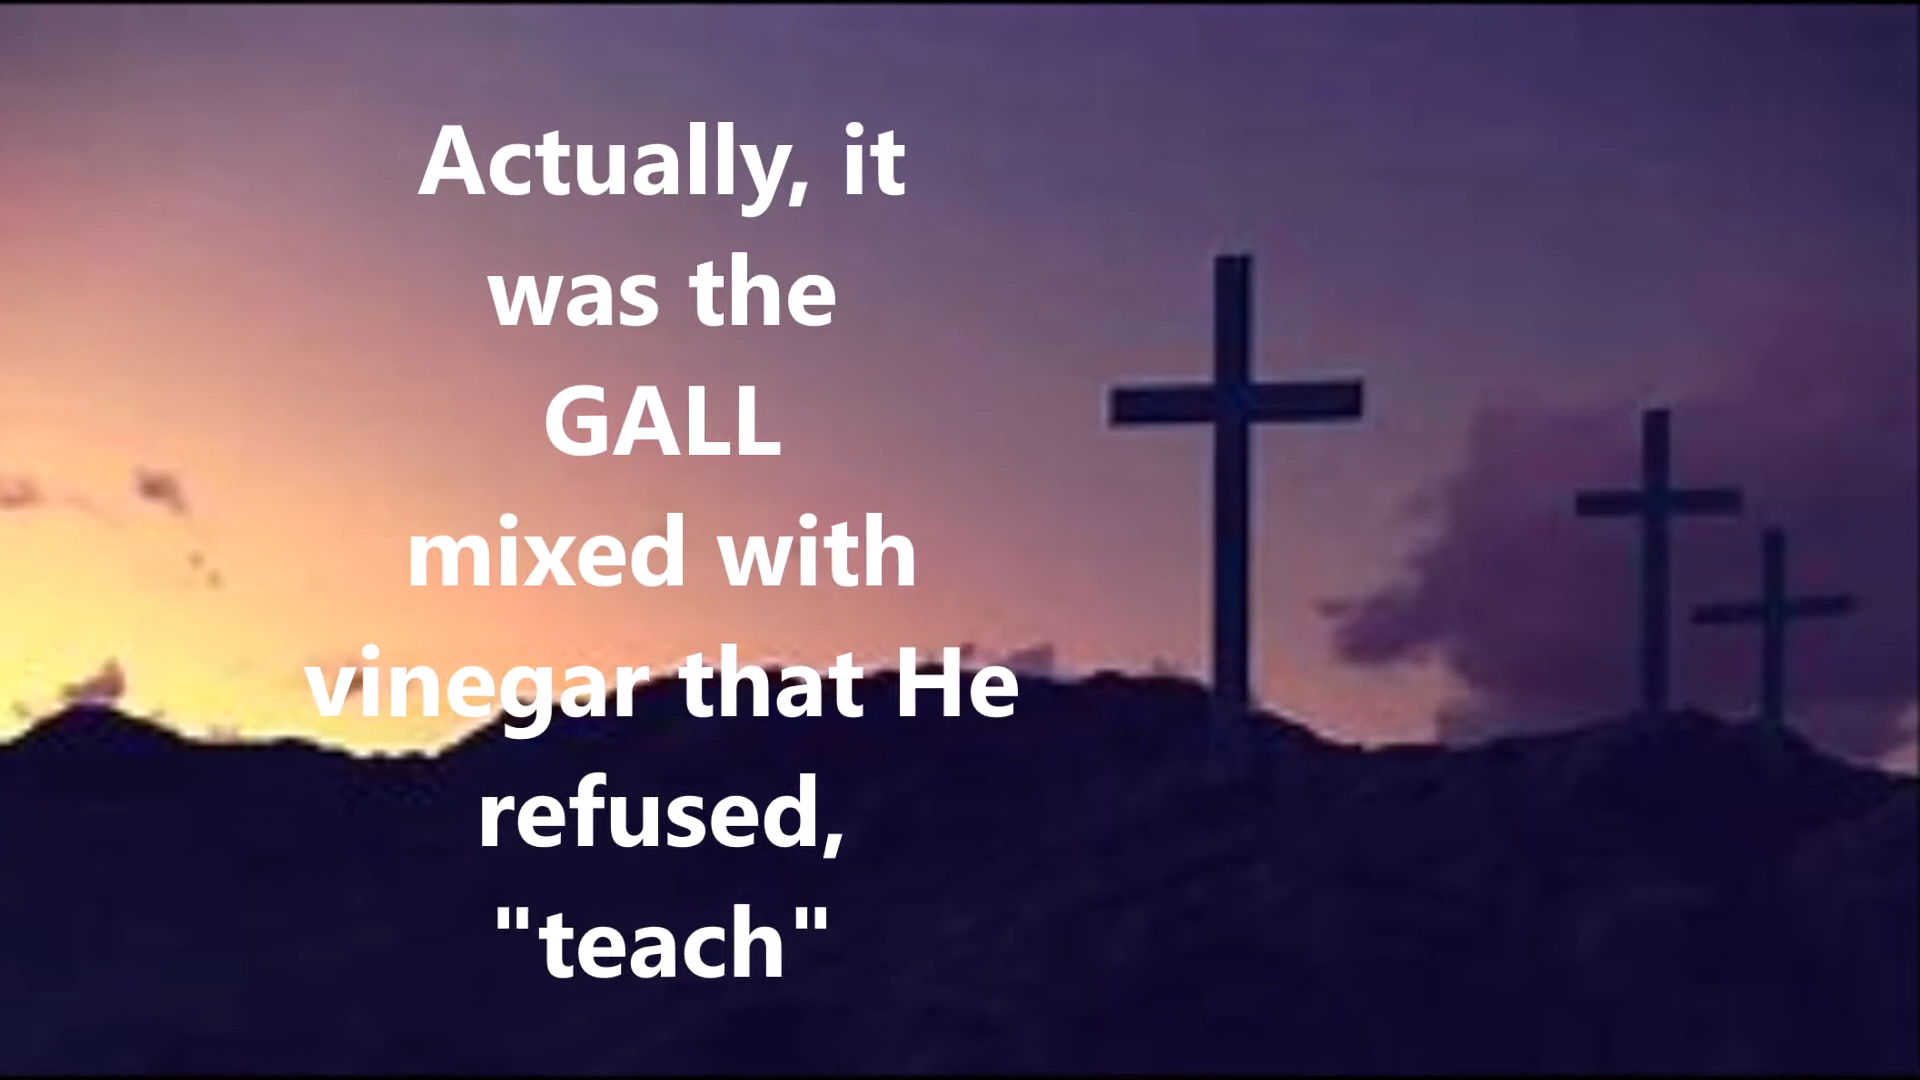 Actually, it
was the
GALL
mixed with
vinegar that He
refused,
"teach"